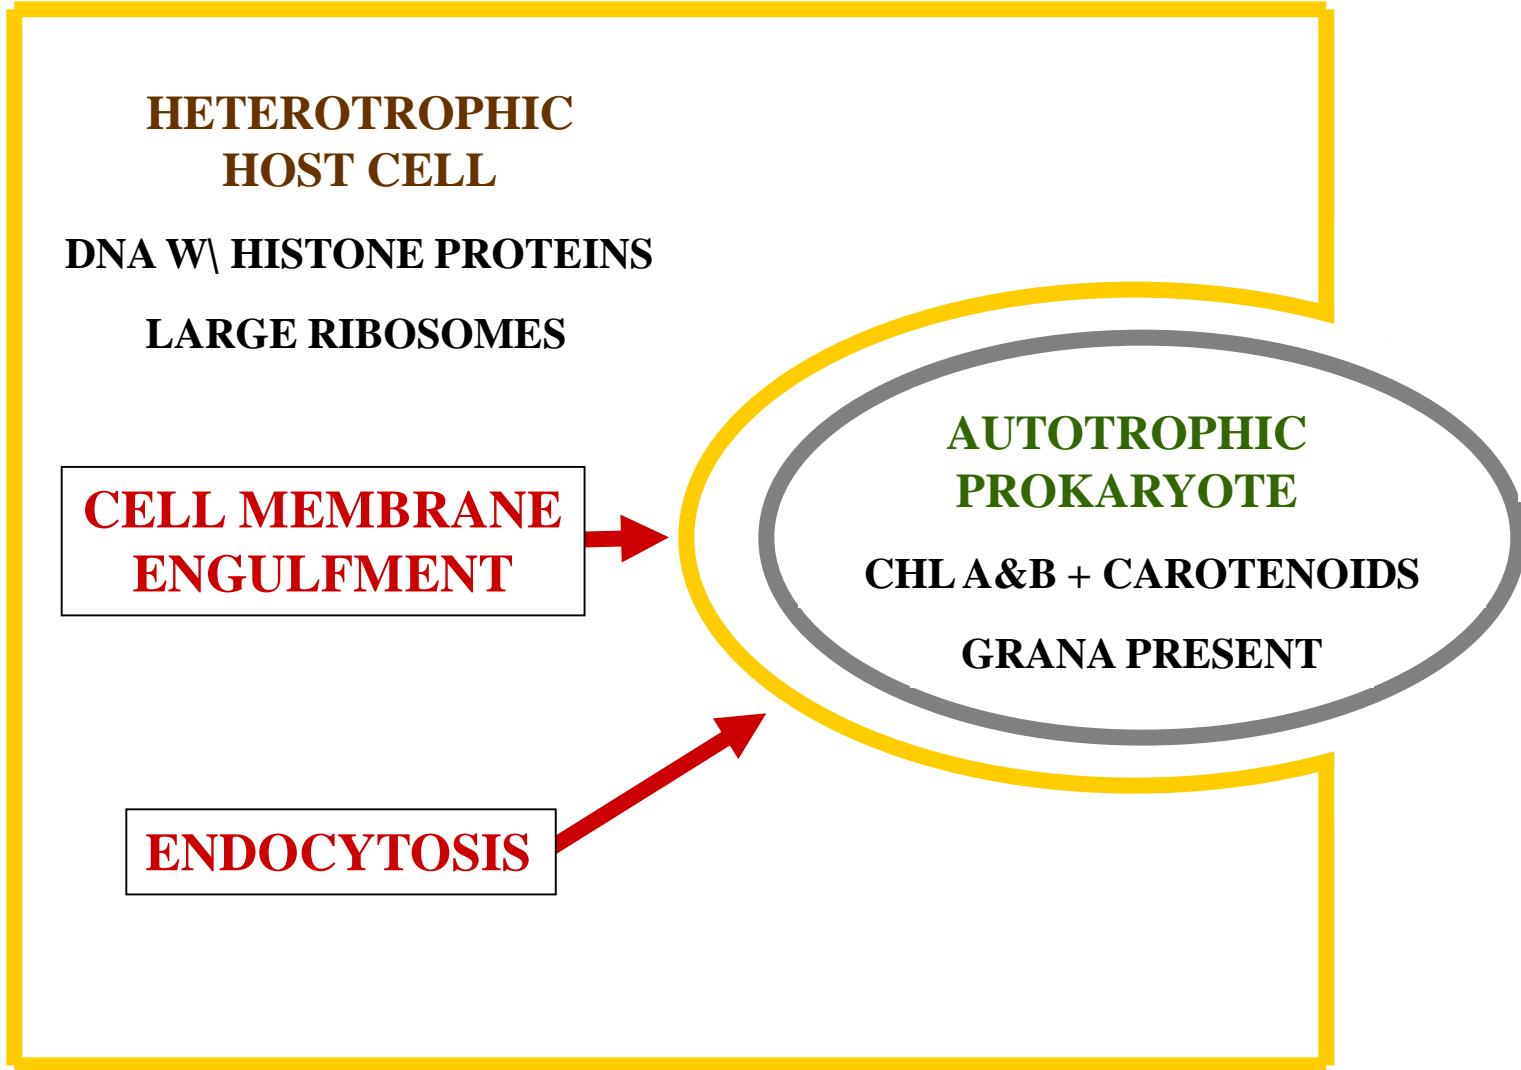 HETEROTROPHIC
HOST CELL
DNA W\ HISTONE PROTEINS
LARGE RIBOSOMES
AUTOTROPHIC
PROKARYOTE
CHL A&B + CAROTENOIDS
GRANA PRESENT
CELL MEMBRANE
ENGULFMENT
ENDOCYTOSIS